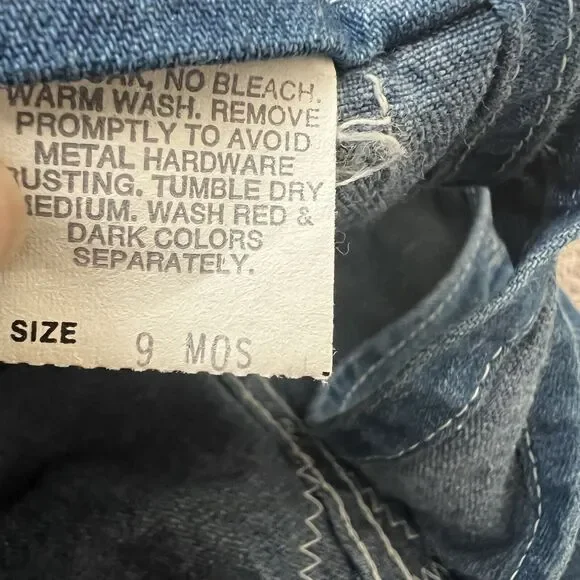 NO BLEACH.
WARM WASH. REMOVE
PROMPTLY TO AVOID
METAL HARDWARE
RUSTING. TUMBLE DRY
MEDIUM. WASH RED &
DARK COLORS
SEPARATELY.
SIZE 9 MOS